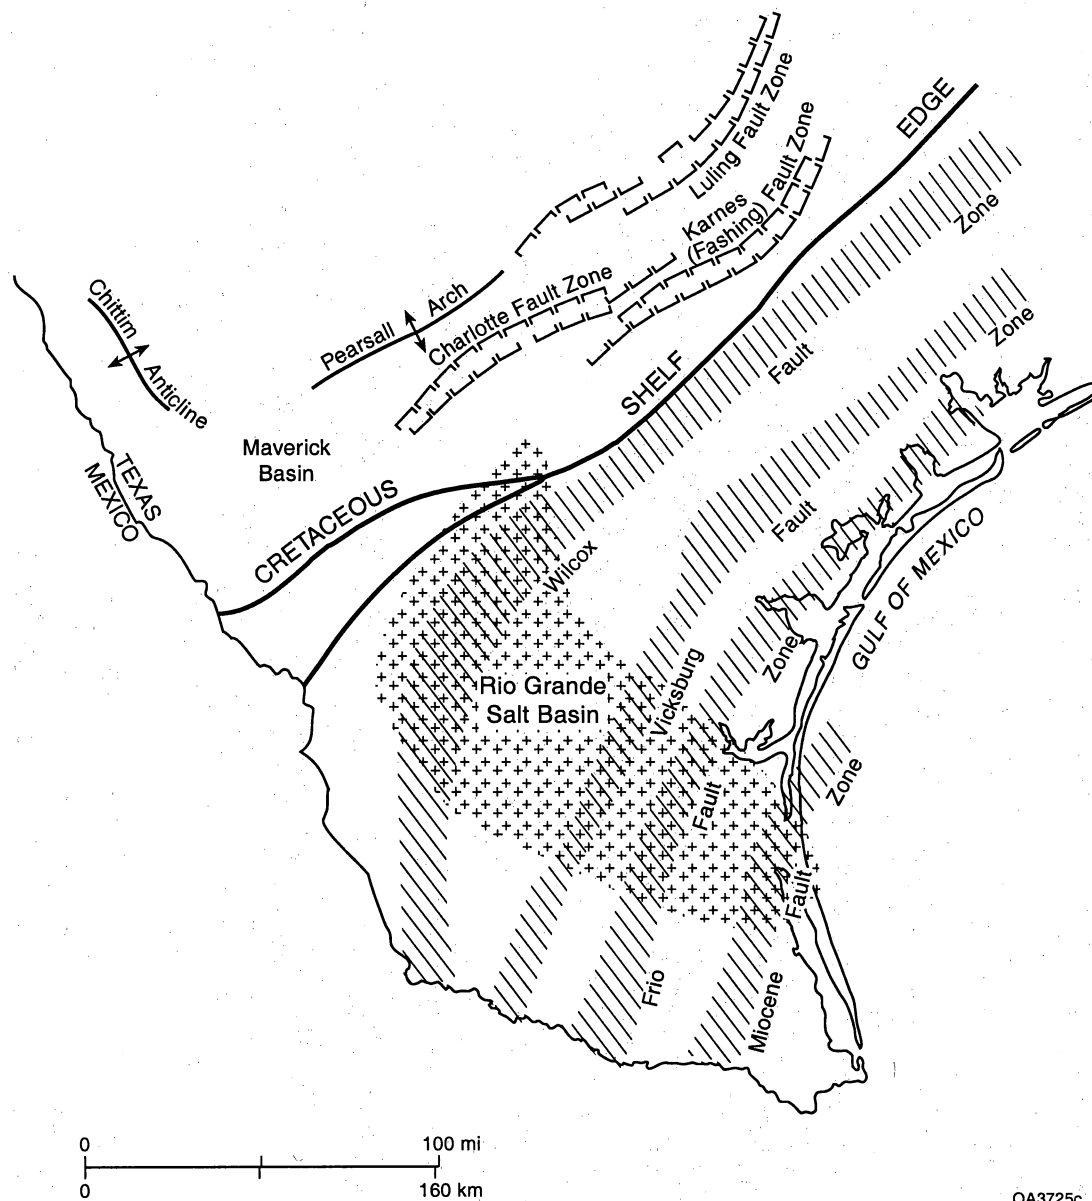 Luling Fault Zone
EDGE
Karnes
(Fashing) Fault Zone
Zone
Chittim
Anticline
Pearsall Arch
Charlotte Fault Zone
Zone
Fault
SHELF
Maverick
Basin
TEXAS
MEXICO
CRETACEOUS
Fault
Wilcox
GULF OF MEXICO
Zone
Rio Grande
Salt Basin
Vicksburg
Zone
Fault
Fault
Frio
Miocene
0 100 mi
0 160 km
QA3725c